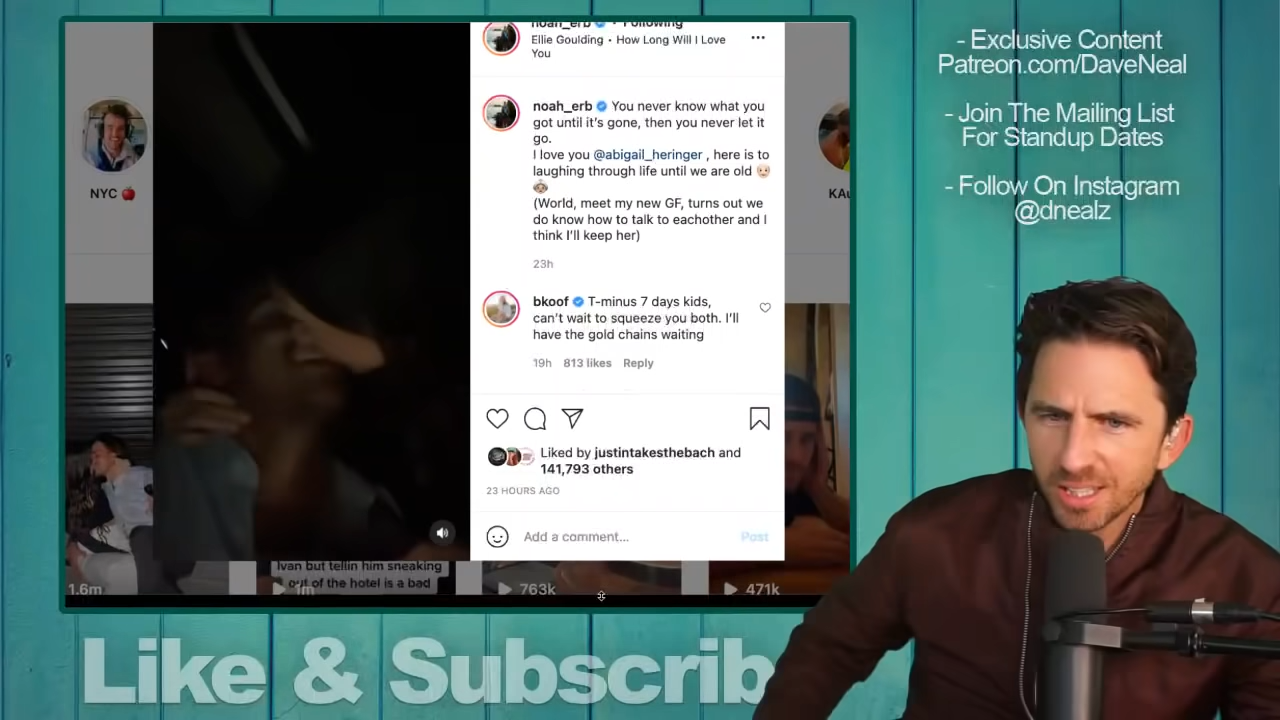 noah_erb • Following
Ellie Goulding • How Long Will I Love
You
noah_erb You never know what you
got until it's gone, then you never let it
go.
I love you @abigail_heringer , here is to
laughing through life until we are old 👴🏼
👵🏼
(World, meet my new GF, turns out we
do know how to talk to eachother and I
think I'll keep her)
23h
bkoof T-minus 7 days kids,
can't wait to squeeze you both. I'll
have the gold chains waiting
19h 813 likes Reply
Liked by justintakesthebach and
141,793 others
23 HOURS AGO
Add a comment... Post
NYC 🍎
KAu
Ivan but tellin him sneaking
out of the hotel is a bad
1.6m
1m
763k
471k
- Exclusive Content
Patreon.com/DaveNeal
- Join The Mailing List
For Standup Dates
- Follow On Instagram
@dnealz
Like & Subscrib